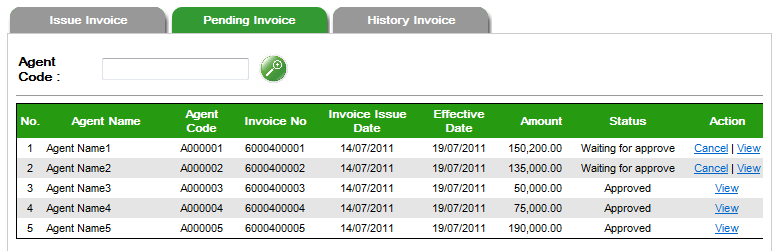 Issue Invoice Pending Invoice History Invoice
Agent
Code :
No. Agent Name Agent Code Invoice No Invoice Issue Date Effective Date Amount Status Action
1 Agent Name1 A000001 6000400001 14/07/2011 19/07/2011 150,200.00 Waiting for approve Cancel | View
2 Agent Name2 A000002 6000400002 14/07/2011 19/07/2011 135,000.00 Waiting for approve Cancel | View
3 Agent Name3 A000003 6000400003 14/07/2011 19/07/2011 50,000.00 Approved View
4 Agent Name4 A000004 6000400004 14/07/2011 19/07/2011 75,000.00 Approved View
5 Agent Name5 A000005 6000400005 14/07/2011 19/07/2011 190,000.00 Approved View